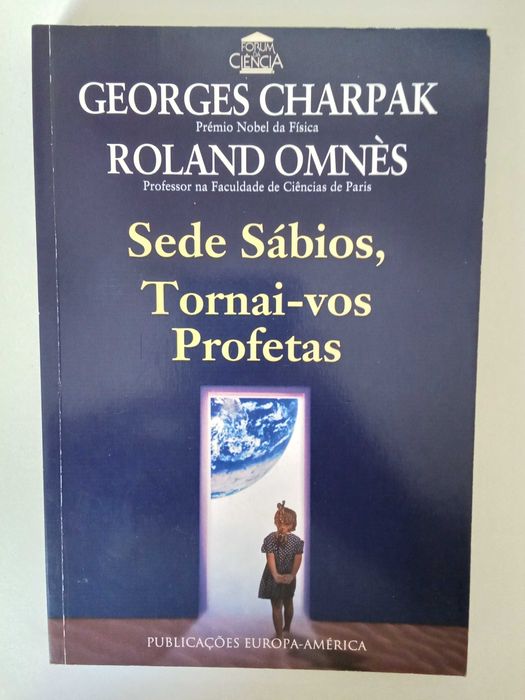 FORUM
DA
CIÊNCIA
GEORGES CHARPAK
Prémio Nobel da Física
ROLAND OMNÈS
Professor na Faculdade de Ciências de Paris
Sede Sábios,
Tornai-vos
Profetas
PUBLICAÇÕES EUROPA-AMÉRICA